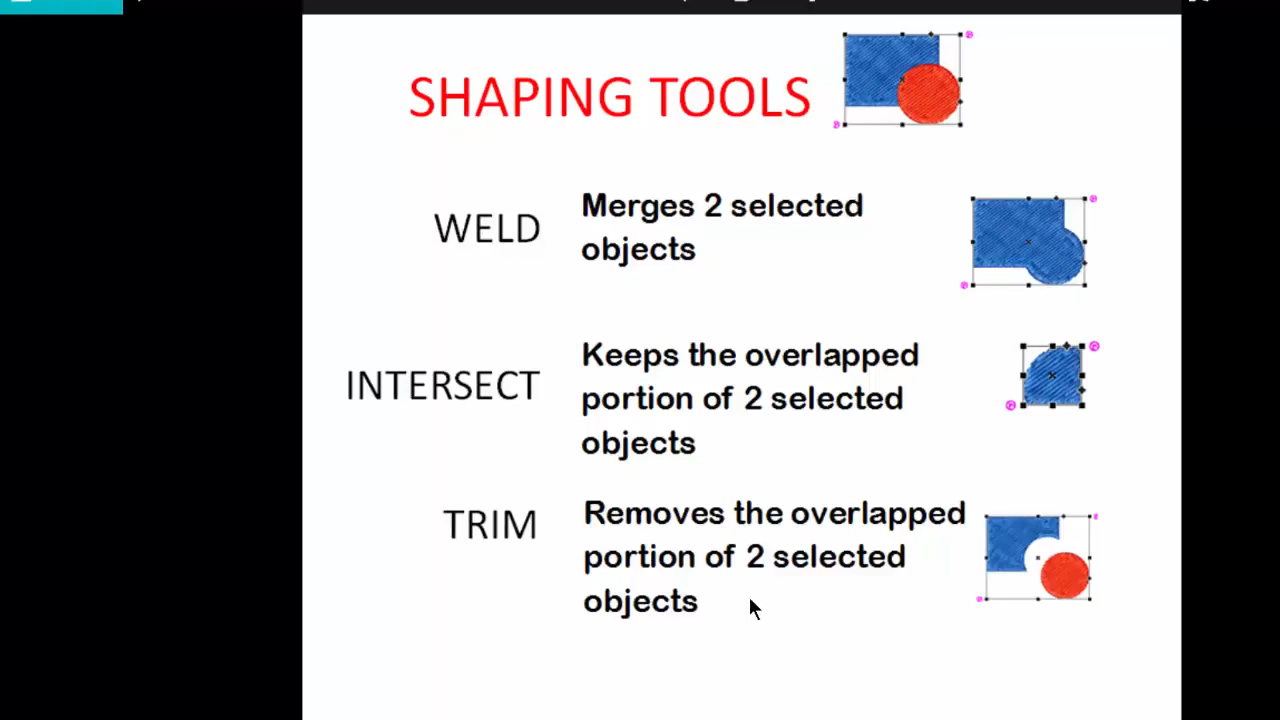 SHAPING TOOLS
WELD
Merges 2 selected
objects
INTERSECT
Keeps the overlapped
portion of 2 selected
objects
TRIM
Removes the overlapped
portion of 2 selected
objects